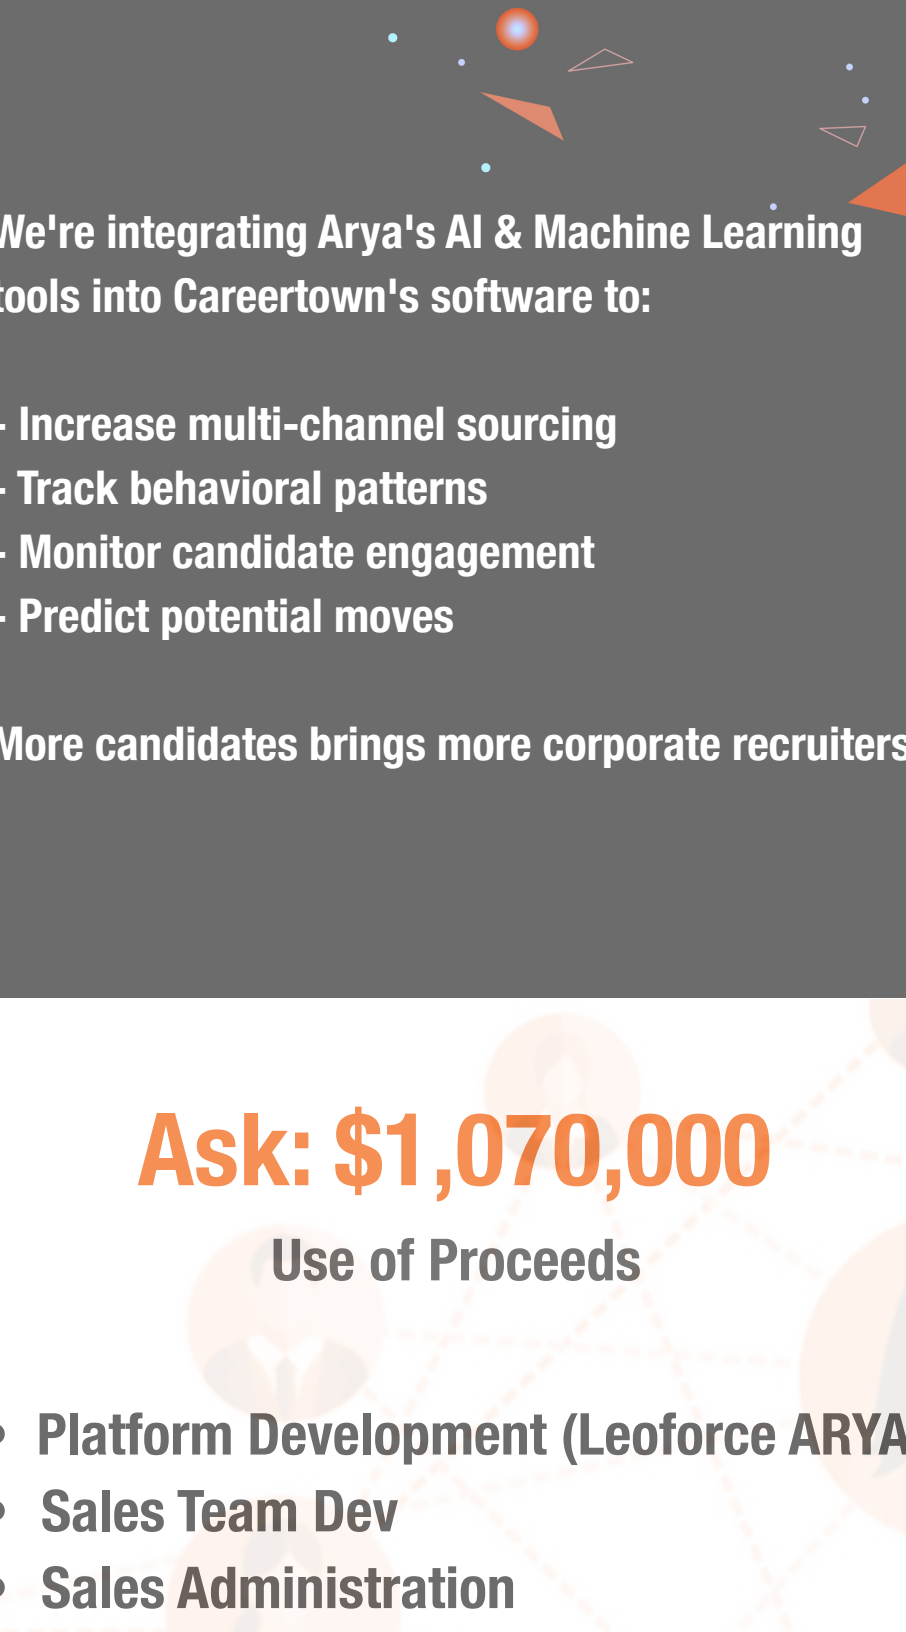 We're integrating Arya's AI & Machine Learning
tools into Careertown's software to:
- Increase multi-channel sourcing
- Track behavioral patterns
- Monitor candidate engagement
- Predict potential moves
More candidates brings more corporate recruiters
Ask: $1,070,000
Use of Proceeds
• Platform Development (Leoforce ARYA
• Sales Team Dev
• Sales Administration